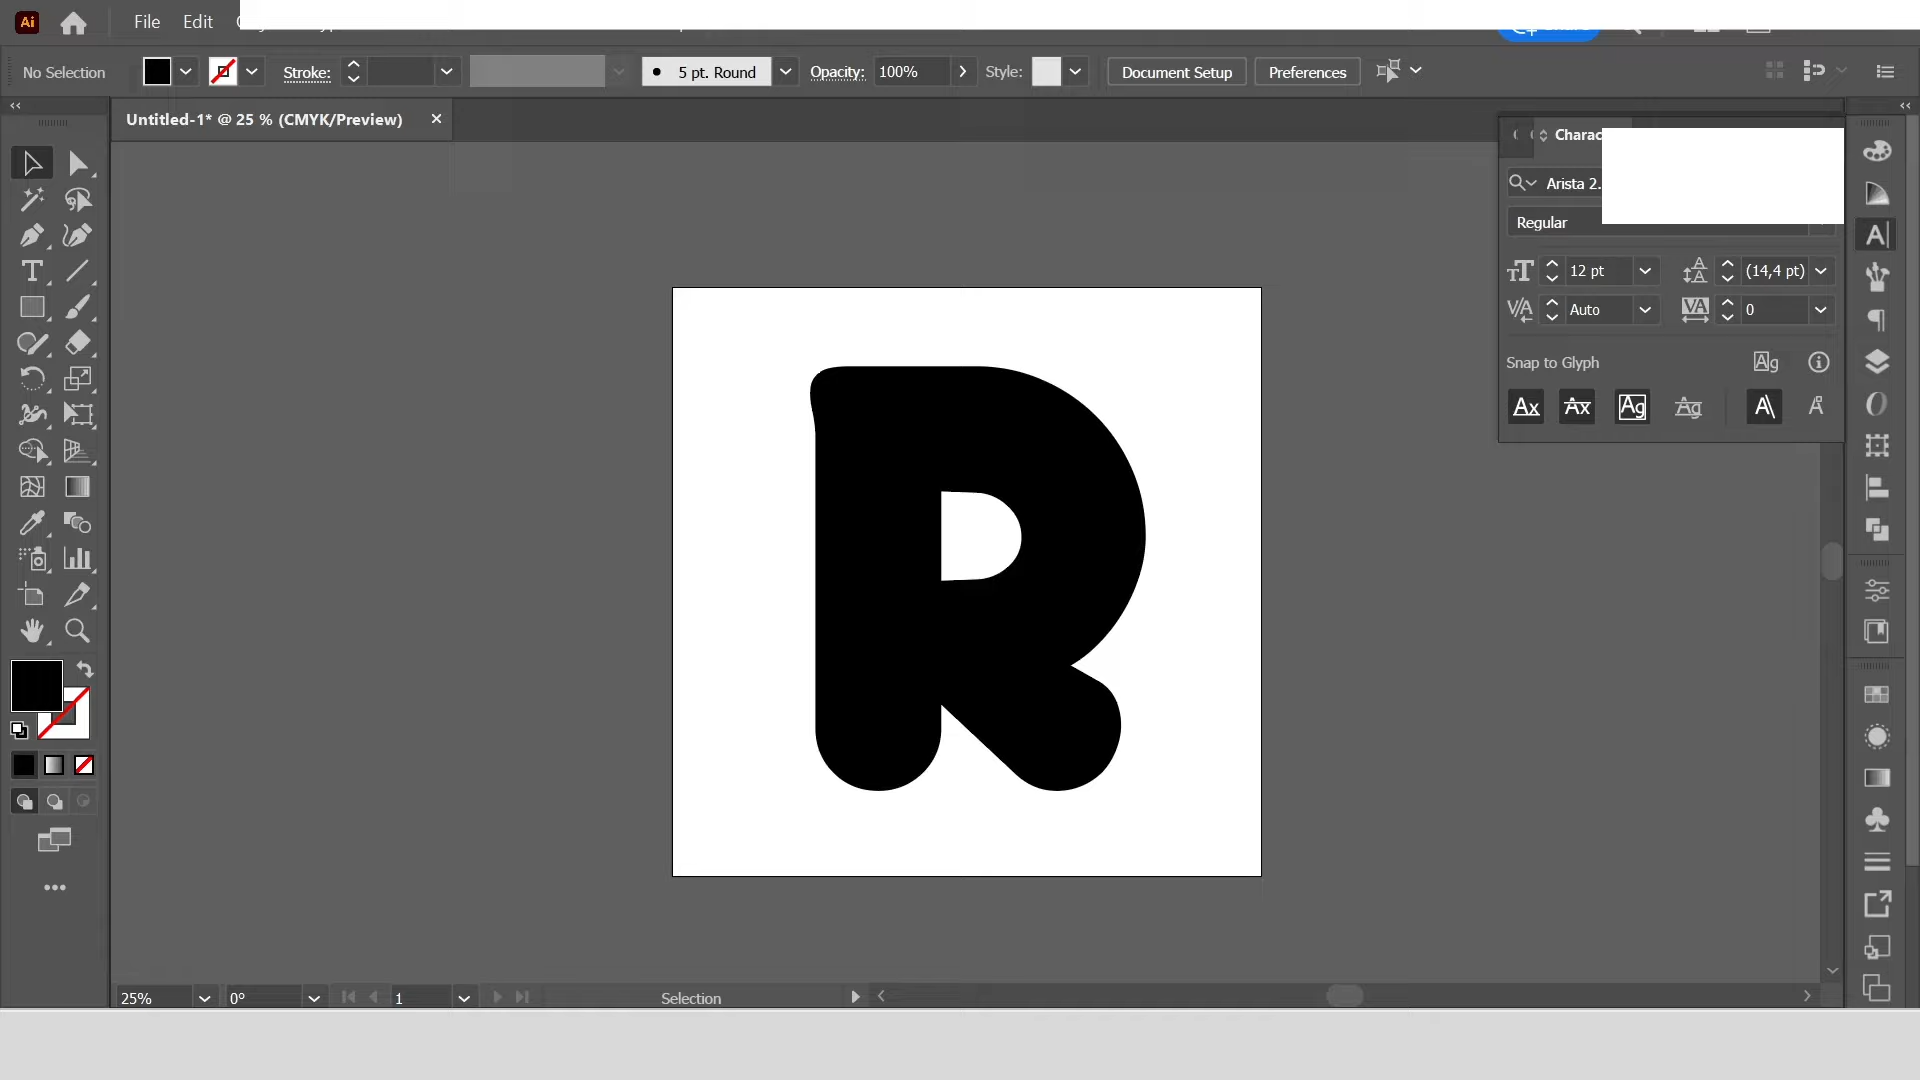 Ai File Edit
No Selection Stroke: 5 pt. Round Opacity: 100% Style: Document Setup Preferences
Untitled-1* @ 25 % (CMYK/Preview)
Charac
Arista 2.
Regular
12 pt (14,4 pt)
Auto 0
Snap to Glyph
R
25% 0° 1 Selection